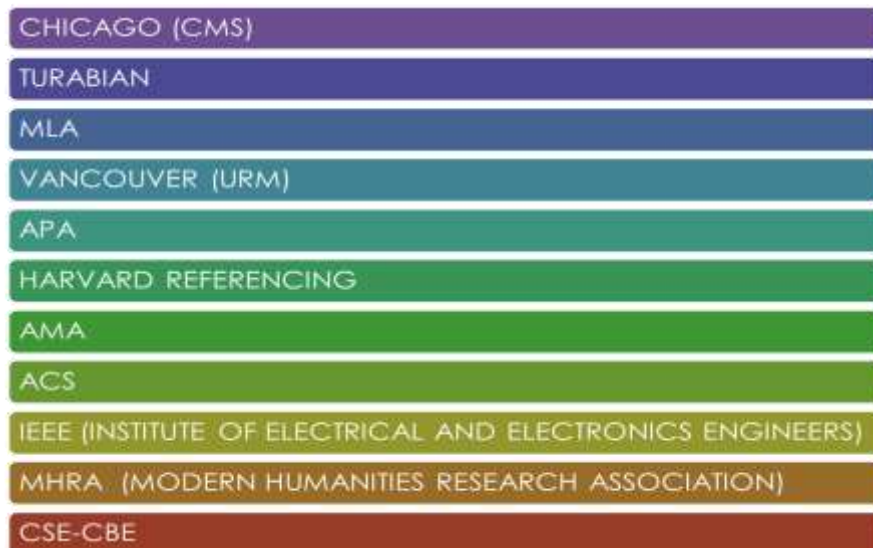 CHICAGO (CMS)
TURABIAN
MLA
VANCOUVER (URM)
APA
HARVARD REFERENCING
AMA
ACS
IEEE (INSTITUTE OF ELECTRICAL AND ELECTRONICS ENGINEERS)
MHRA (MODERN HUMANITIES RESEARCH ASSOCIATION)
CSE-CBE